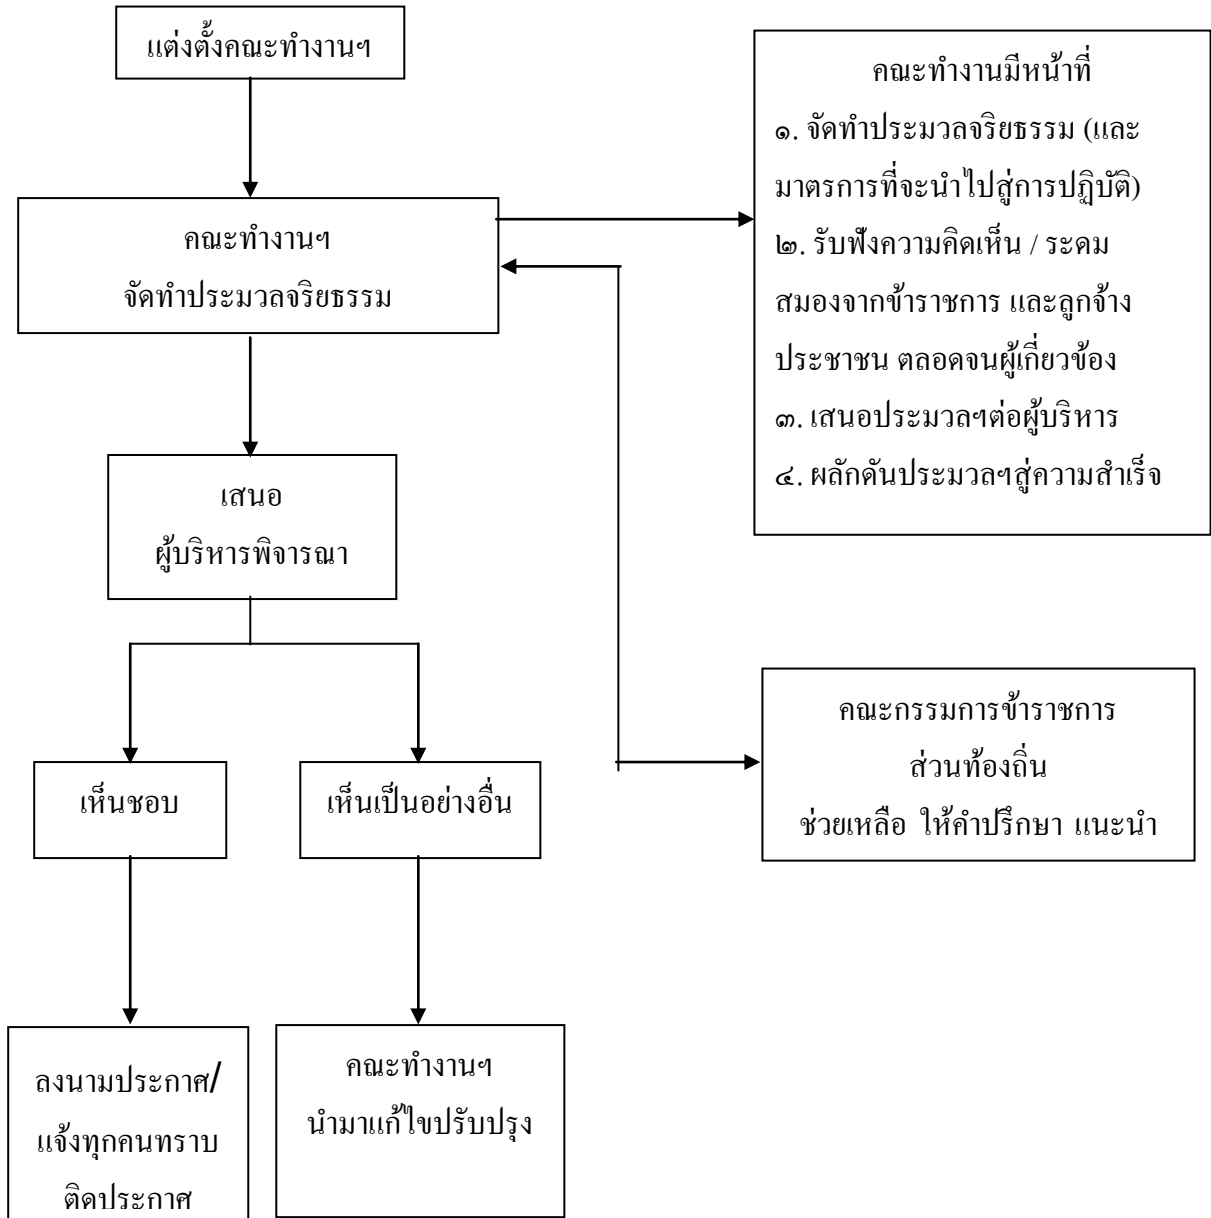 แต่งตั้งคณะทำงานฯ
คณะทำงานมีหน้าที่
๑. จัดทำประมวลจริยธรรม (และ
มาตรการที่จะนำไปสู่การปฏิบัติ)
๒. รับฟังความคิดเห็น / ระดม
สมองจากข้าราชการ และลูกจ้าง
ประชาชน ตลอดจนผู้เกี่ยวข้อง
๓. เสนอประมวลฯต่อผู้บริหาร
๔. ผลักดันประมวลฯสู่ความสำเร็จ
คณะทำงานฯ
จัดทำประมวลจริยธรรม
เสนอ
ผู้บริหารพิจารณา
คณะกรรมการข้าราชการ
ส่วนท้องถิ่น
ช่วยเหลือ ให้คำปรึกษา แนะนำ
เห็นชอบ
เห็นเป็นอย่างอื่น
ลงนามประกาศ/
แจ้งทุกคนทราบ
ติดประกาศ
คณะทำงานฯ
นำมาแก้ไขปรับปรุง